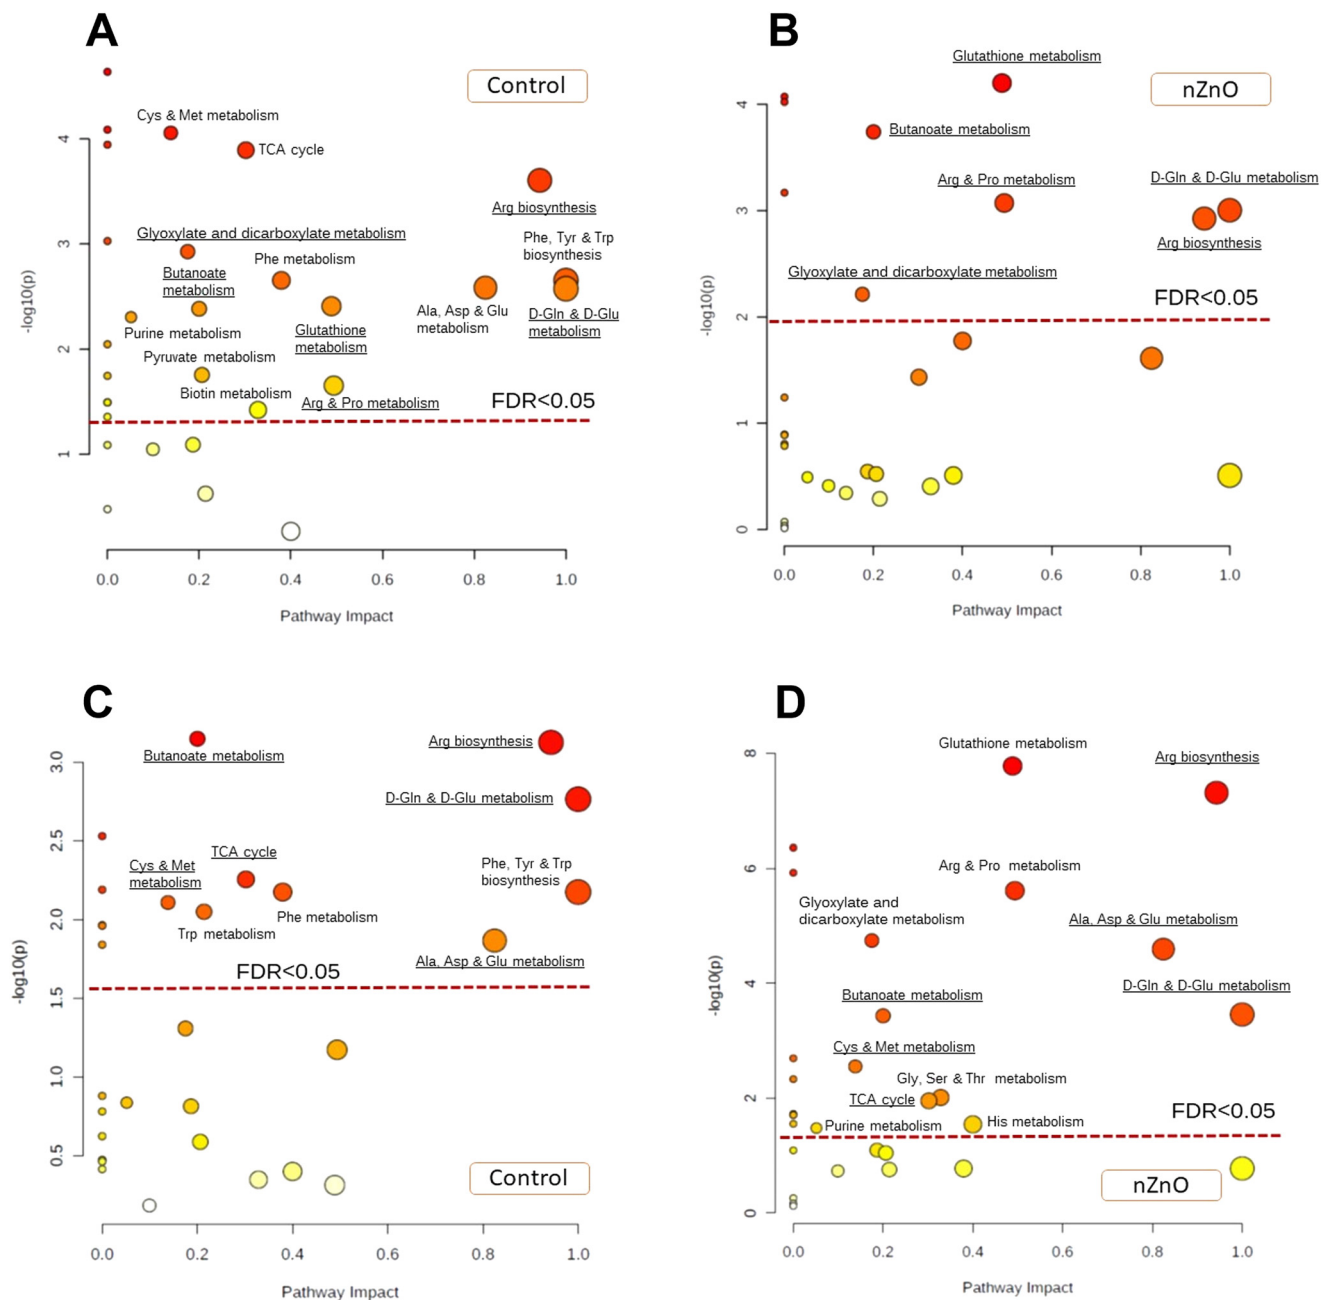 A
Control
Cys & Met metabolism
TCA cycle
Arg biosynthesis
Glyoxylate and dicarboxylate metabolism
Phe, Tyr & Trp
biosynthesis
Phe metabolism
Butanoate
metabolism
Ala, Asp & Glu
metabolism
D-Gln & D-Glu
metabolism
Purine metabolism
Glutathione
metabolism
Pyruvate metabolism
Biotin metabolism
Arg & Pro metabolism
FDR<0.05
-log10(p)
4
3
2
1
0.0
0.2
0.4
0.6
0.8
1.0
Pathway Impact
B
Glutathione metabolism
nZnO
Butanoate metabolism
Arg & Pro metabolism
D-Gln & D-Glu metabolism
Arg biosynthesis
Glyoxylate and dicarboxylate metabolism
FDR<0.05
-log10(p)
4
3
2
1
0
0.0
0.2
0.4
0.6
0.8
1.0
Pathway Impact
C
Butanoate metabolism
Arg biosynthesis
D-Gln & D-Glu metabolism
TCA cycle
Cys & Met
metabolism
Phe, Tyr & Trp
biosynthesis
Phe metabolism
Trp metabolism
Ala, Asp & Glu metabolism
FDR<0.05
Control
-log10(p)
3.0
2.5
2.0
1.5
1.0
0.5
0.0
0.2
0.4
0.6
0.8
1.0
Pathway Impact
D
Glutathione metabolism
Arg biosynthesis
Arg & Pro metabolism
Glyoxylate and
dicarboxylate metabolism
Ala, Asp & Glu metabolism
D-Gln & D-Glu metabolism
Butanoate metabolism
Cys & Met metabolism
Gly, Ser & Thr metabolism
TCA cycle
Purine metabolism
His metabolism
FDR<0.05
nZnO
-log10(p)
8
6
4
2
0
0.0
0.2
0.4
0.6
0.8
1.0
Pathway Impact